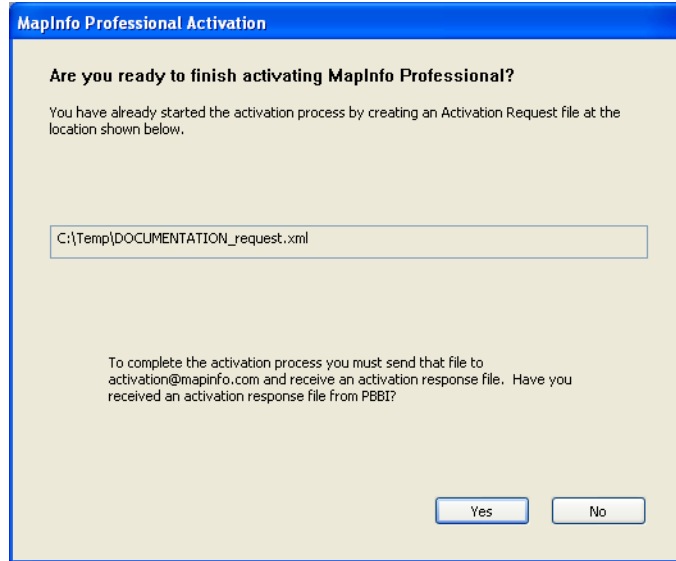 MapInfo Professional Activation
Are you ready to finish activating MapInfo Professional?
You have already started the activation process by creating an Activation Request file at the
location shown below.
C:\Temp\DOCUMENTATION_request.xml
To complete the activation process you must send that file to
activation@mapinfo.com and receive an activation response file.  Have you
received an activation response file from PBBI?
Yes No